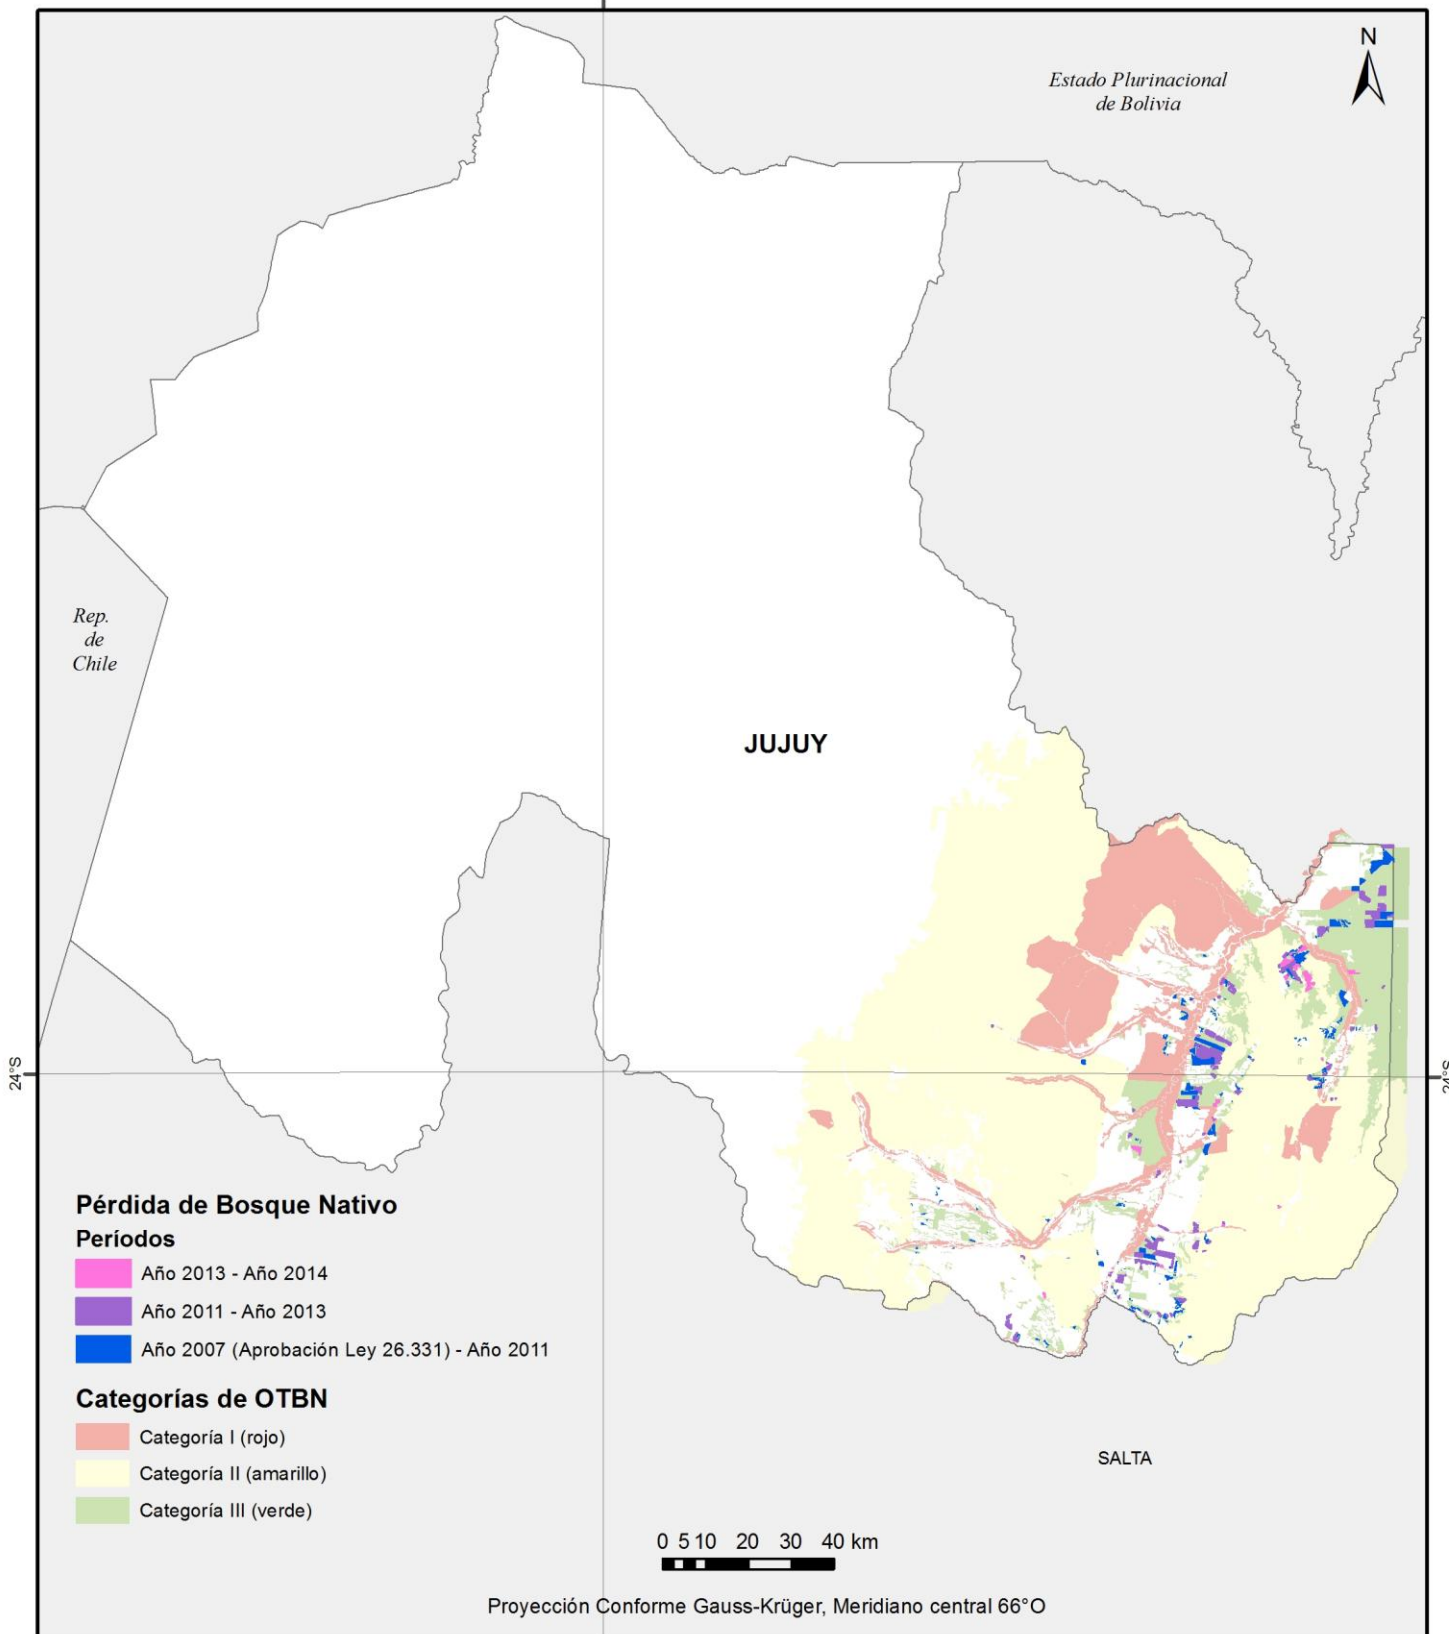 N
Estado Plurinacional
de Bolivia
Rep.
de
Chile
JUJUY
24°S
24°S
Pérdida de Bosque Nativo
Períodos
Año 2013 - Año 2014
Año 2011 - Año 2013
Año 2007 (Aprobación Ley 26.331) - Año 2011
Categorías de OTBN
Categoría I (rojo)
Categoría II (amarillo)
Categoría III (verde)
SALTA
0 5 10 20 30 40 km
Proyección Conforme Gauss-Krüger, Meridiano central 66°O